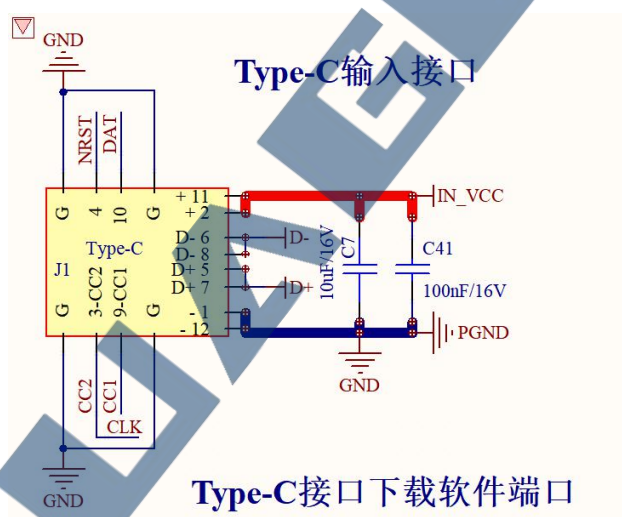 GND
Type-C输入接口
NRST
DAT
G 4 10 G
+ 11
+ 2
IN_VCC
D- 6
D-
D- 8
Type-C
D+ 5
D+ 7
D+
J1
3-CC2
9-CC1
G
G
- 1
- 12
10uF/16V
C7
C41
100nF/16V
PGND
GND
CC2
CC1
CLK
GND
Type-C接口下载软件端口